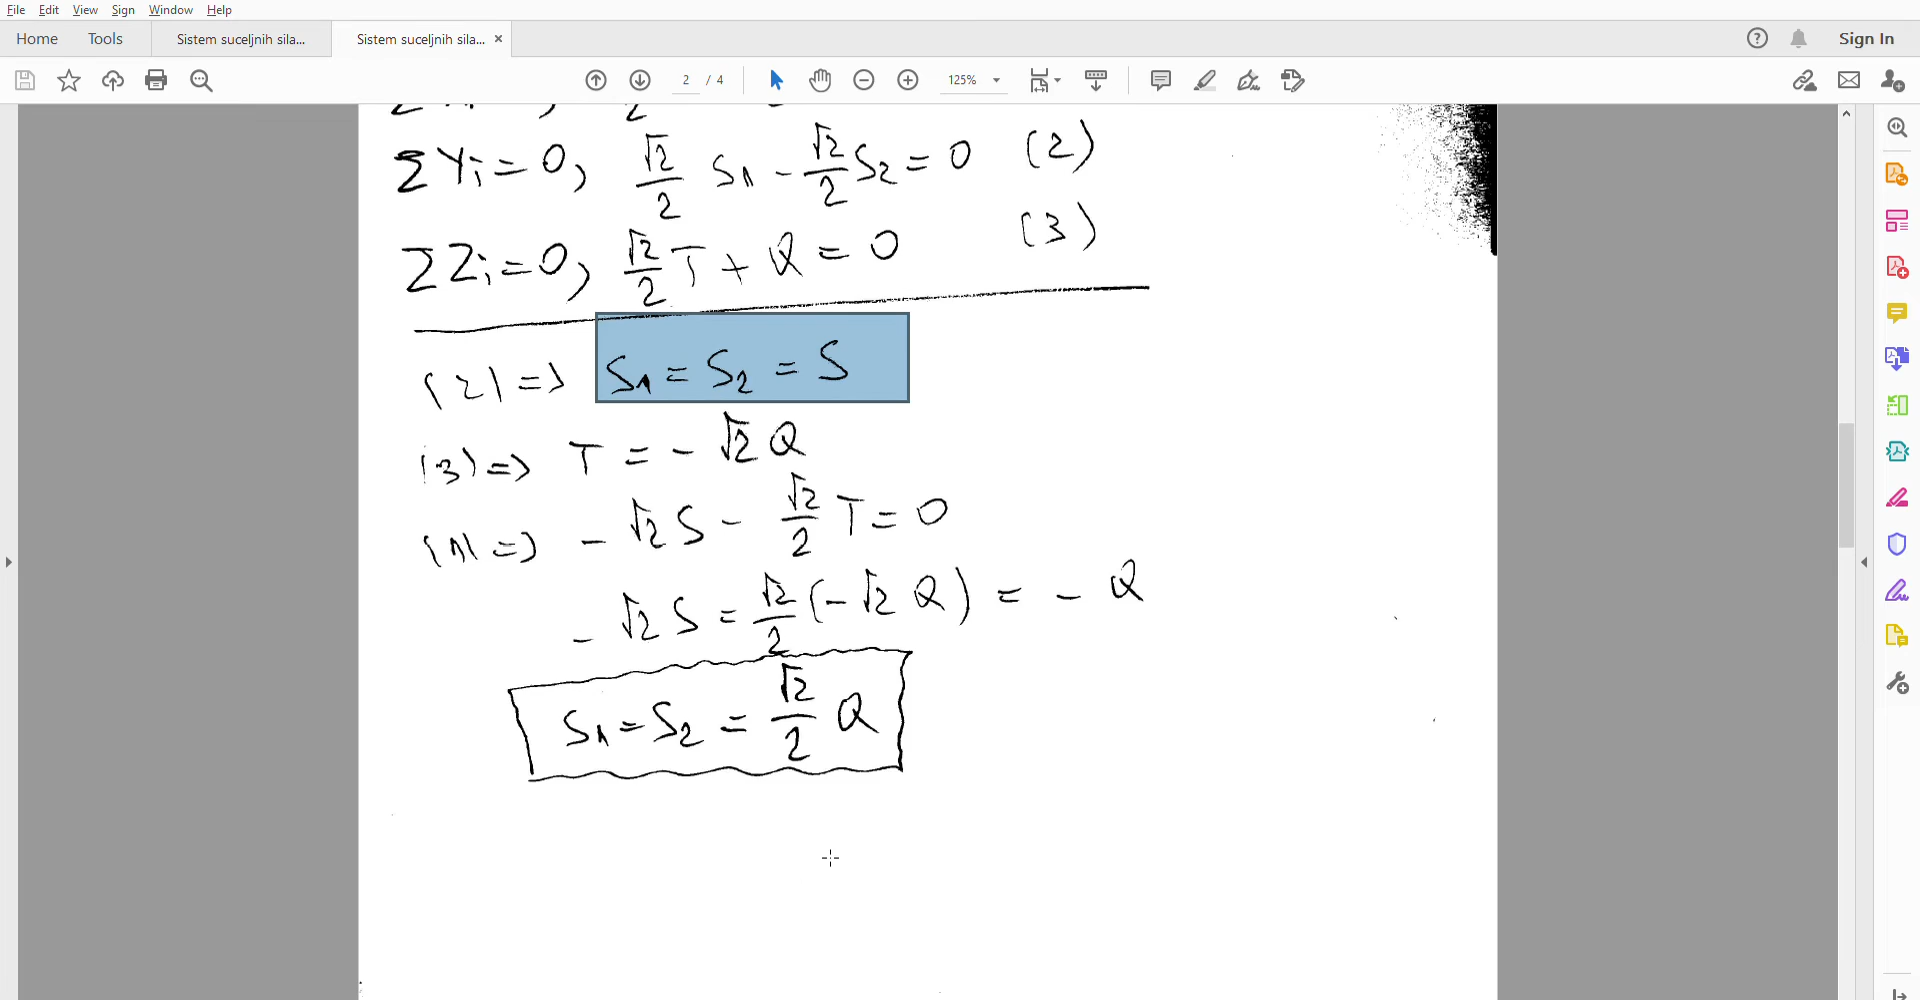 File Edit View Sign Window Help
Home Tools Sistem suceljnih sila... Sistem suceljnih sila... × Sign In
2 / 4 125%
ΣYi=0, √2/2 S1 - √2/2 S2 = 0 (2)
ΣZi=0, √2/2 T + Q = 0 (3)
(2) => S1 = S2 = S
(3) => T = - √2 Q
(1) => - √2 S - √2/2 T = 0
- √2 S = √2/2 (-√2 Q) = - Q
S1 = S2 = √2/2 Q